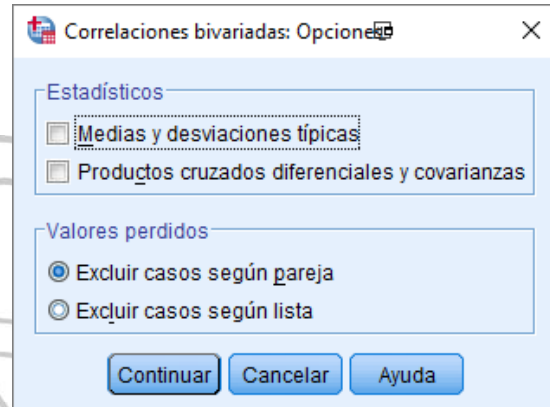 Correlaciones bivariadas: Opciones
Estadísticos
Medias y desviaciones típicas
Productos cruzados diferenciales y covarianzas
Valores perdidos
Excluir casos según pareja
Excluir casos según lista
Continuar Cancelar Ayuda